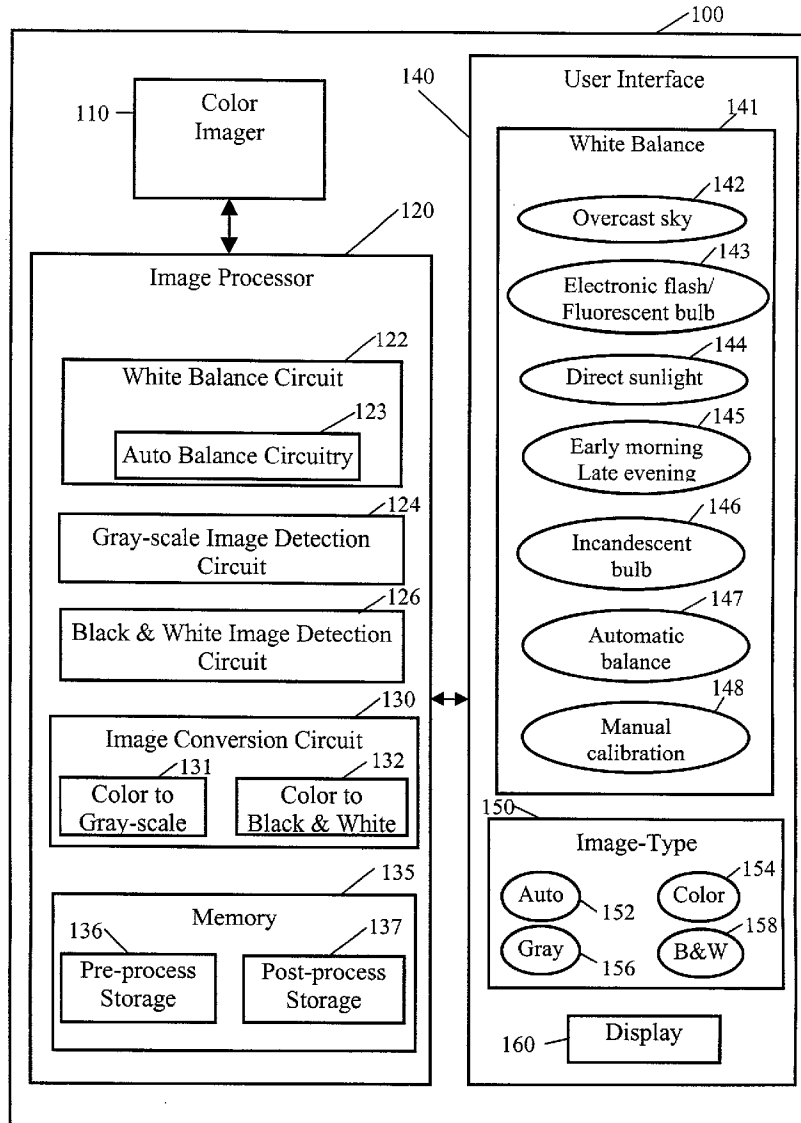 100
110
Color
Imager
120
Image Processor
122
White Balance Circuit
123
Auto Balance Circuitry
124
Gray-scale Image Detection
Circuit
126
Black & White Image Detection
Circuit
130
Image Conversion Circuit
131
Color to
Gray-scale
132
Color to
Black & White
135
Memory
136
Pre-process
Storage
137
Post-process
Storage
140
User Interface
141
White Balance
142
Overcast sky
143
Electronic flash/
Fluorescent bulb
144
Direct sunlight
145
Early morning
Late evening
146
Incandescent
bulb
147
Automatic
balance
148
Manual
calibration
150
Image-Type
Auto
152
Color
154
Gray
156
B&W
158
160
Display